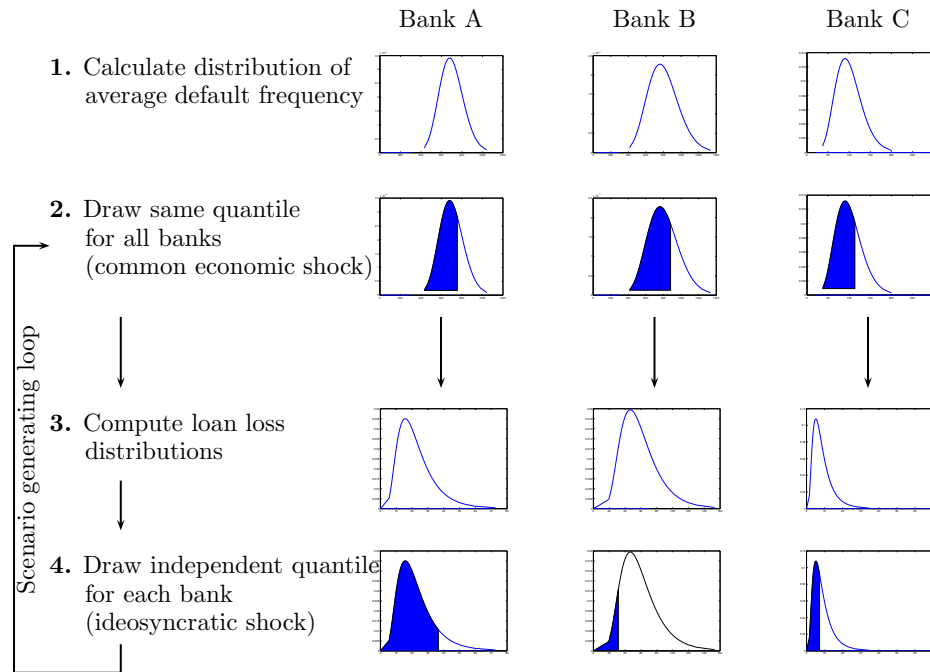 Bank A
Bank B
Bank C
1. Calculate distribution of
average default frequency
2. Draw same quantile
for all banks
(common economic shock)
Scenario generating loop
3. Compute loan loss
distributions
4. Draw independent quantile
for each bank
(ideosyncratic shock)